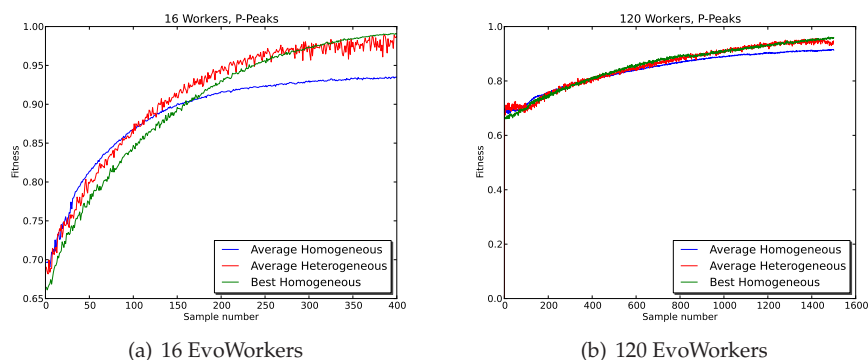 16 Workers, P-Peaks
1.00
0.95
0.90
0.85
0.80
0.75
0.70
0.65
Fitness
0 50 100 150 200 250 300 350 400
Sample number
Average Homogeneous
Average Heterogeneous
Best Homogeneous
(a) 16 EvoWorkers
120 Workers, P-Peaks
1.0
0.8
0.6
0.4
0.2
0.0
Fitness
0 200 400 600 800 1000 1200 1400 1600
Sample number
Average Homogeneous
Average Heterogeneous
Best Homogeneous
(b) 120 EvoWorkers